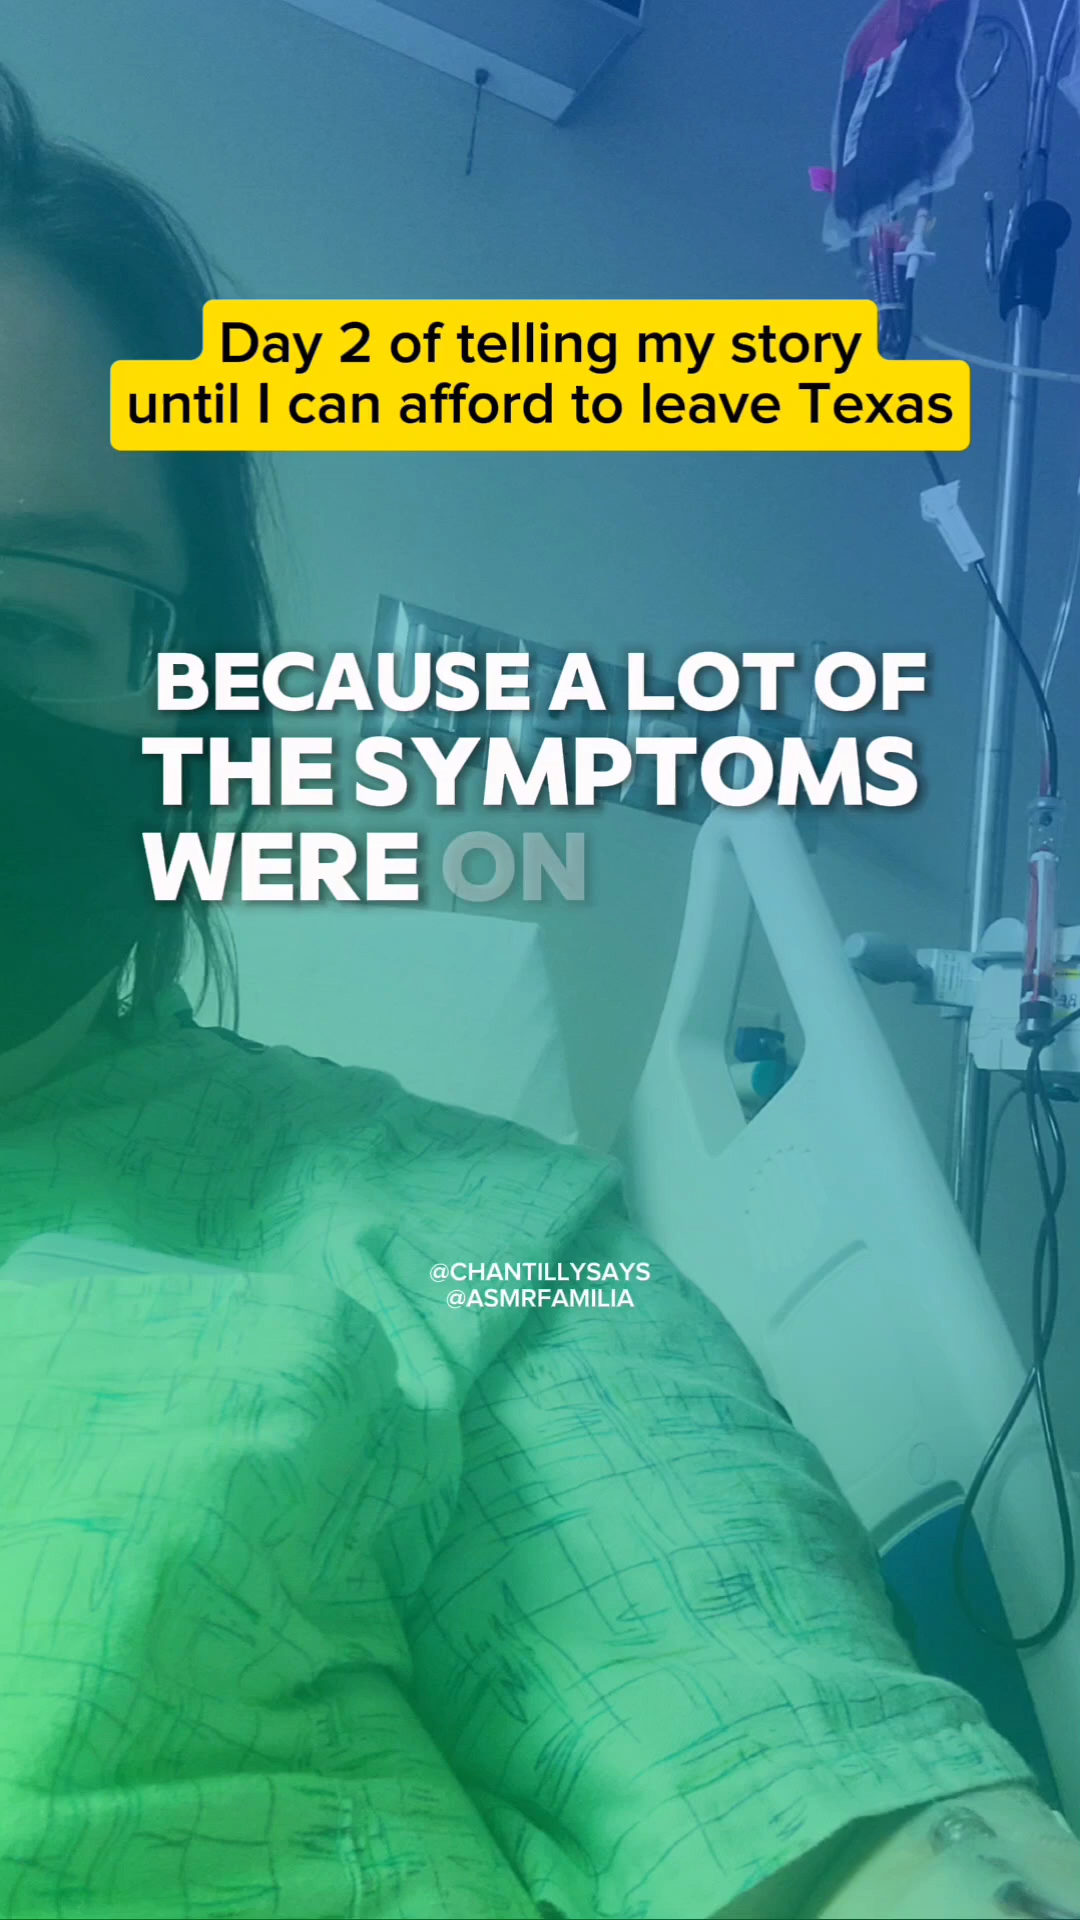 Day 2 of telling my story
until I can afford to leave Texas
BECAUSE A LOT OF
THE SYMPTOMS
WERE ON
@CHANTILLYSAYS
@ASMRFAMILIA